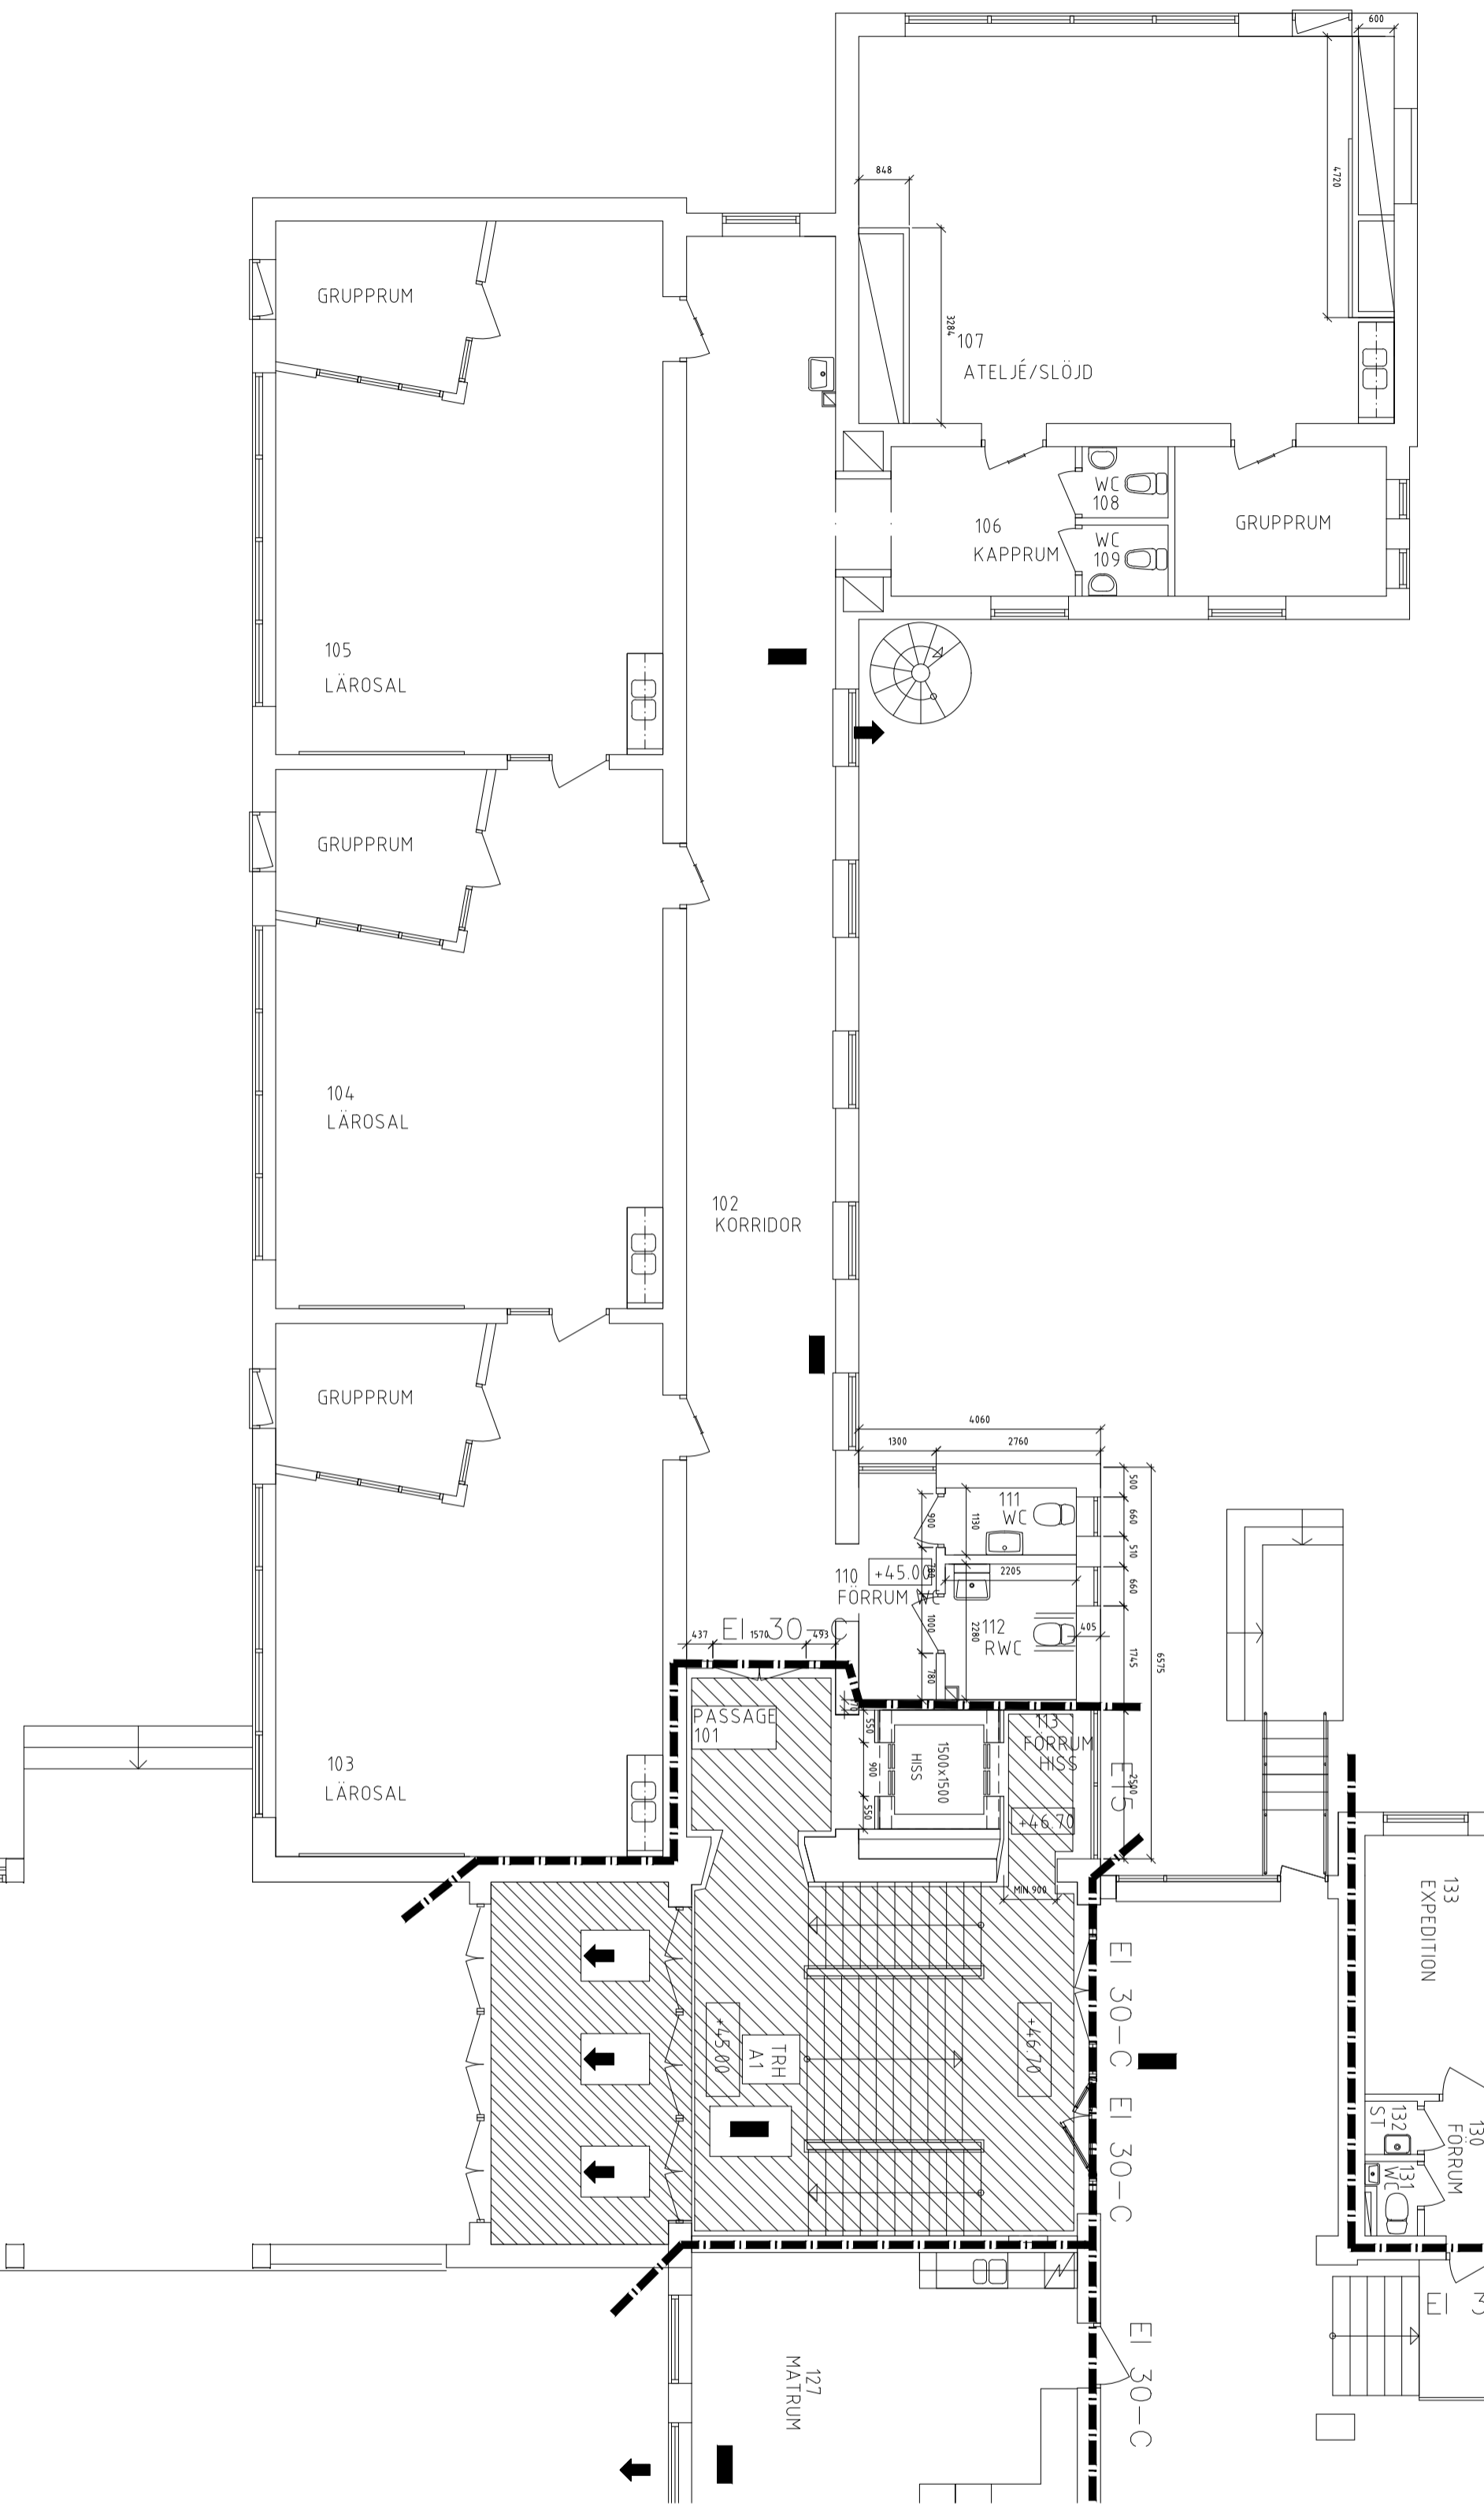 600
848
4720
GRUPPRUM
3284
107
ATELJÉ/SLÖJD
WC
108
106
KAPPRUM
WC
109
GRUPPRUM
105
LÄROSAL
GRUPPRUM
104
LÄROSAL
102
KORRIDOR
GRUPPRUM
4060
1300
2760
500
660
510
660
1745
6575
2500
900
1130
111
WC
110
FÖRRUM WC
+45.00
780
2205
1000
2280
112
RWC
405
780
EI 30-C
437
1570
493
PASSAGE
101
70
550
900
550
HISS
1500x1500
113
FÖRRUM
HISS
EI15
+46.70
103
LÄROSAL
MIN.900
133
EXPEDITION
EI 30-C
+45.00
TRH
A1
+46.70
EI 30-C
132
ST
130
FÖRRUM
131
WC
EI 3
EI 30-C
127
MATRUM